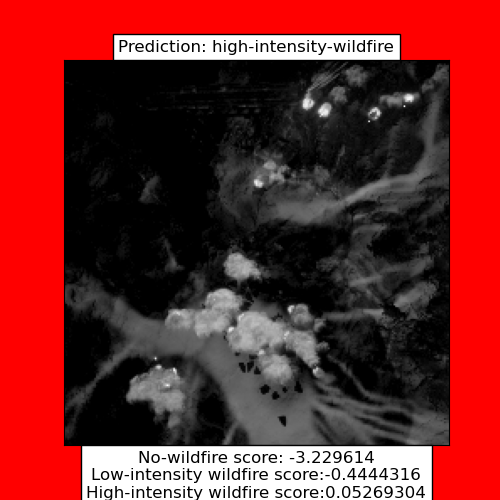 Prediction: high-intensity-wildfire
No-wildfire score: -3.229614
Low-intensity wildfire score:-0.4444316
High-intensity wildfire score:0.05269304